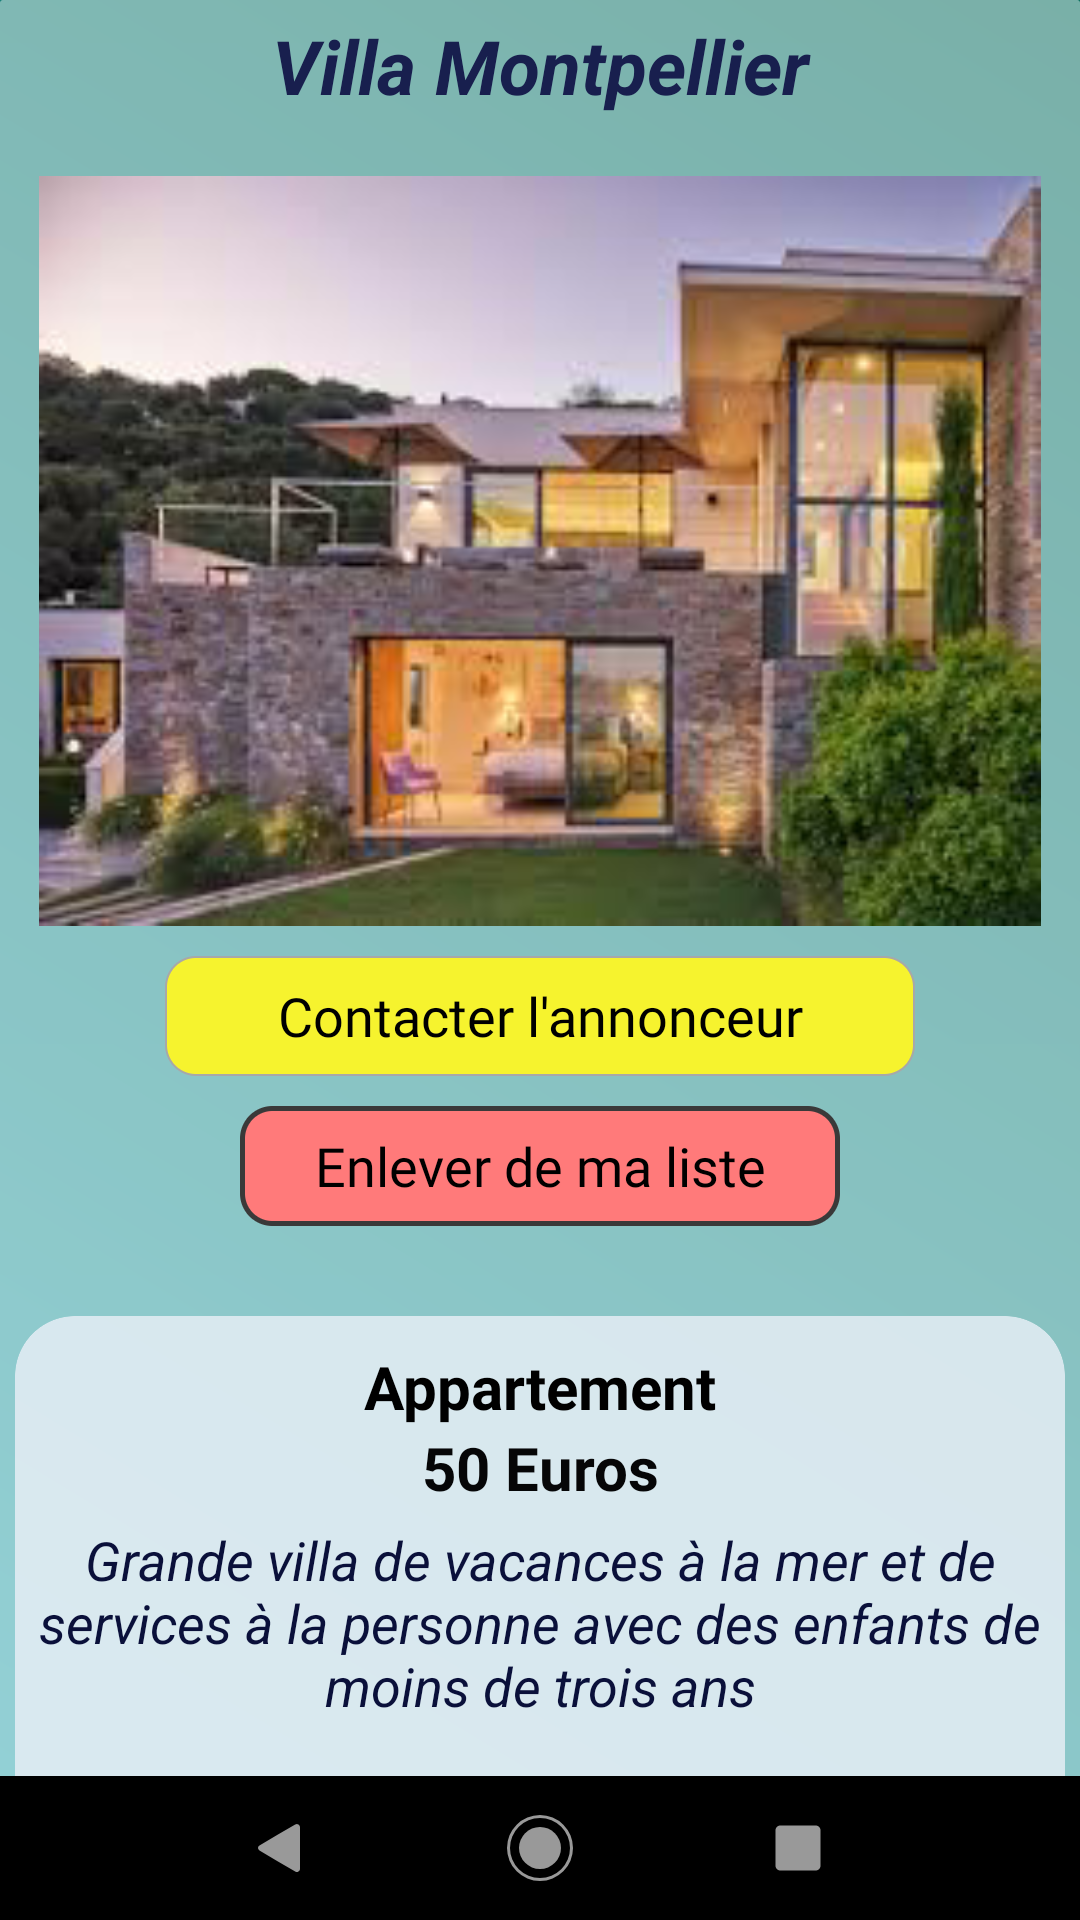 Villa Montpellier
Contacter l'annonceur
Enlever de ma liste
Appartement
50 Euros
Grande villa de vacances à la mer et de
services à la personne avec des enfants de
moins de trois ans